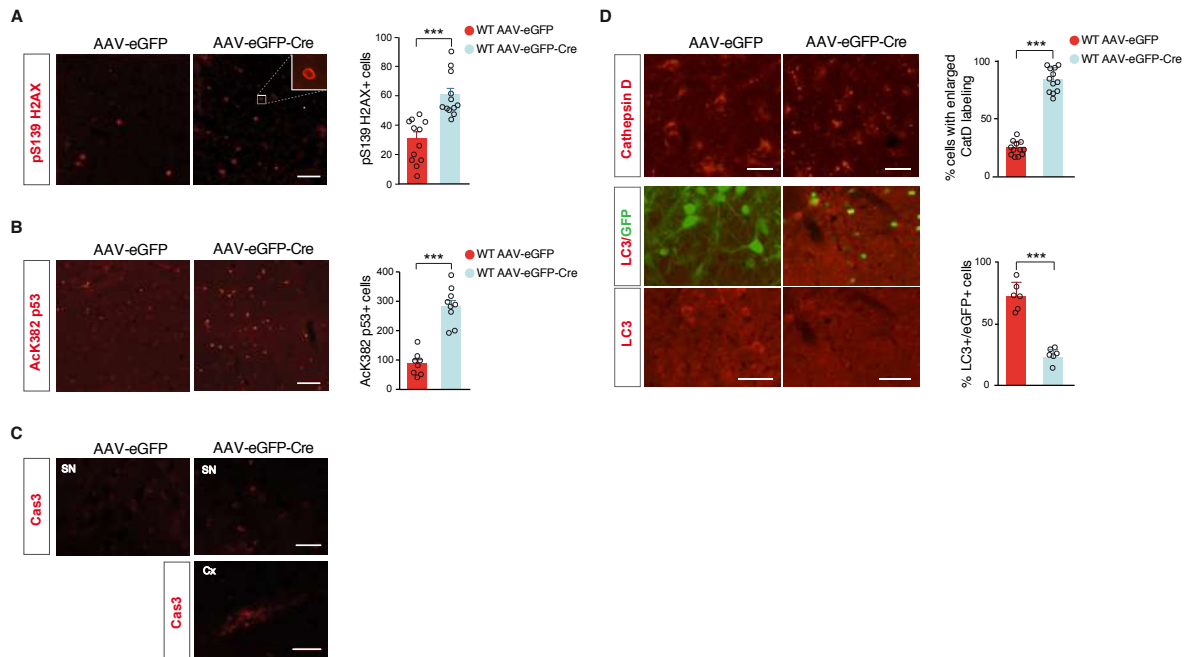 A
AAV-eGFP
AAV-eGFP-Cre
pS139 H2AX
pS139 H2AX+ cells
100
80
60
40
20
0
***
WT AAV-eGFP
WT AAV-eGFP-Cre
B
AAV-eGFP
AAV-eGFP-Cre
AcK382 p53
AcK382 p53+ cells
400
300
200
100
0
***
WT AAV-eGFP
WT AAV-eGFP-Cre
C
AAV-eGFP
AAV-eGFP-Cre
Cas3
SN
SN
Cas3
Cx
D
AAV-eGFP
AAV-eGFP-Cre
Cathepsin D
% cells with enlarged
CatD labeling
100
50
0
***
WT AAV-eGFP
WT AAV-eGFP-Cre
LC3/GFP
LC3
% LC3+/eGFP+ cells
100
50
0
***